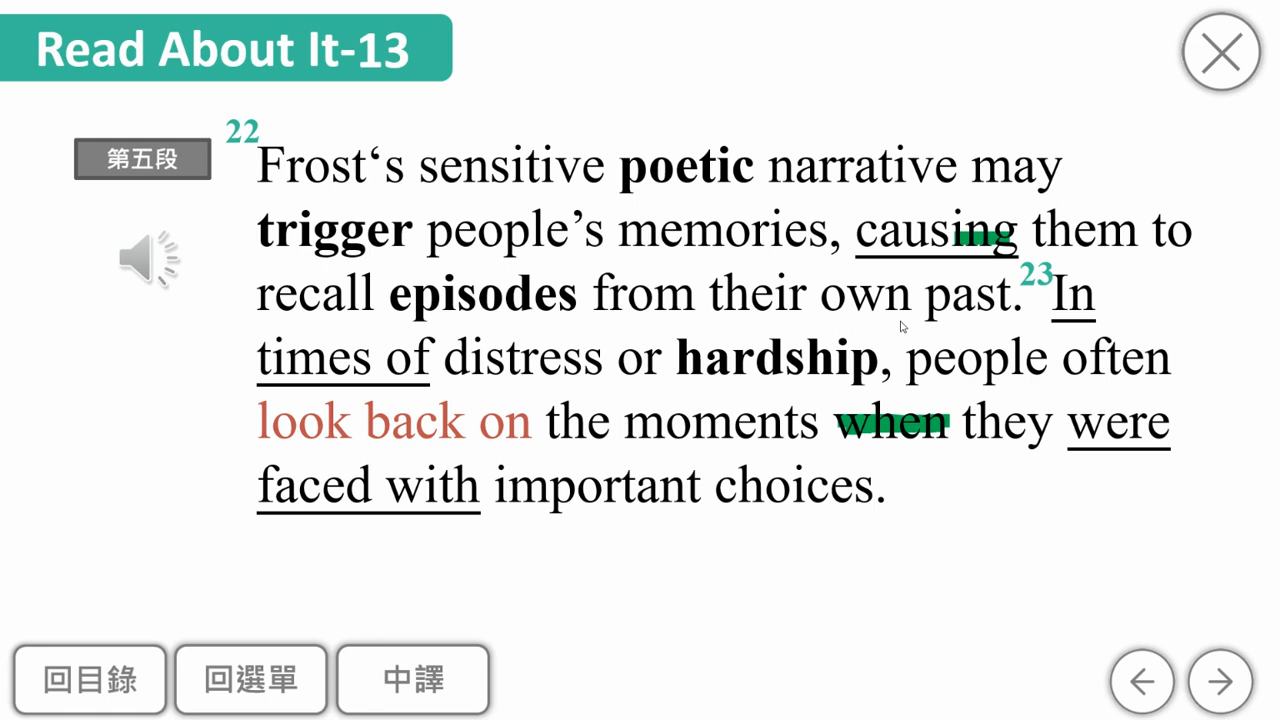 Read About It-13
第五段
22
Frost‘s sensitive poetic narrative may
trigger people’s memories, causing them to
recall episodes from their own past. 23 In
times of distress or hardship, people often
look back on the moments when they were
faced with important choices.
回目錄
回選單
中譯